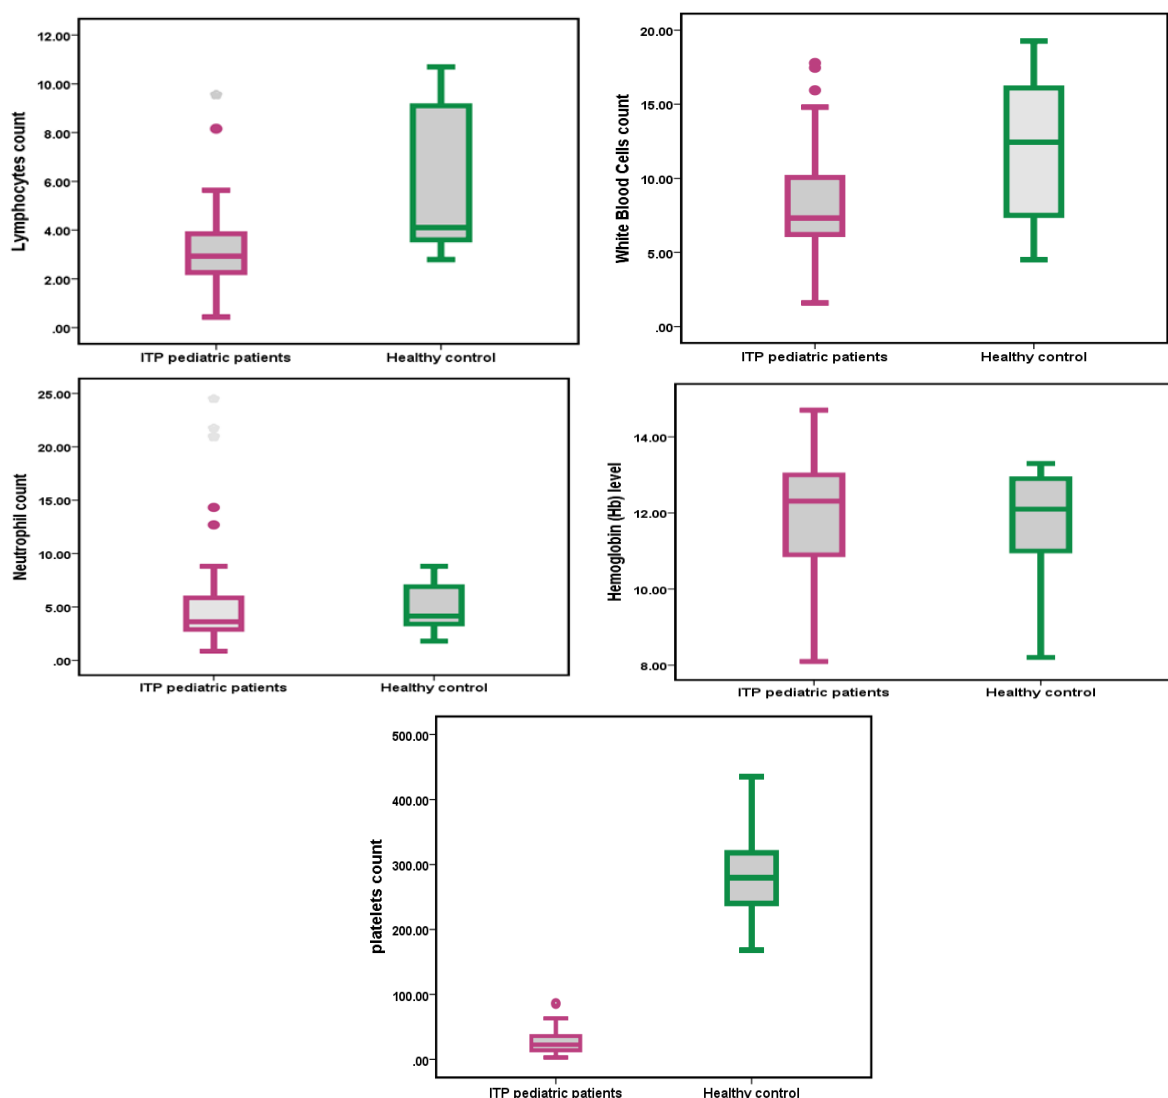 Lymphocytes count
12.00
10.00
8.00
6.00
4.00
2.00
.00
ITP pediatric patients
Healthy control
White Blood Cells count
20.00
15.00
10.00
5.00
.00
ITP pediatric patients
Healthy control
Neutrophil count
25.00
20.00
15.00
10.00
5.00
.00
ITP pediatric patients
Healthy control
Hemoglobin (Hb) level
14.00
12.00
10.00
8.00
ITP pediatric patients
Healthy control
platelets count
500.00
400.00
300.00
200.00
100.00
.00
ITP pediatric patients
Healthy control